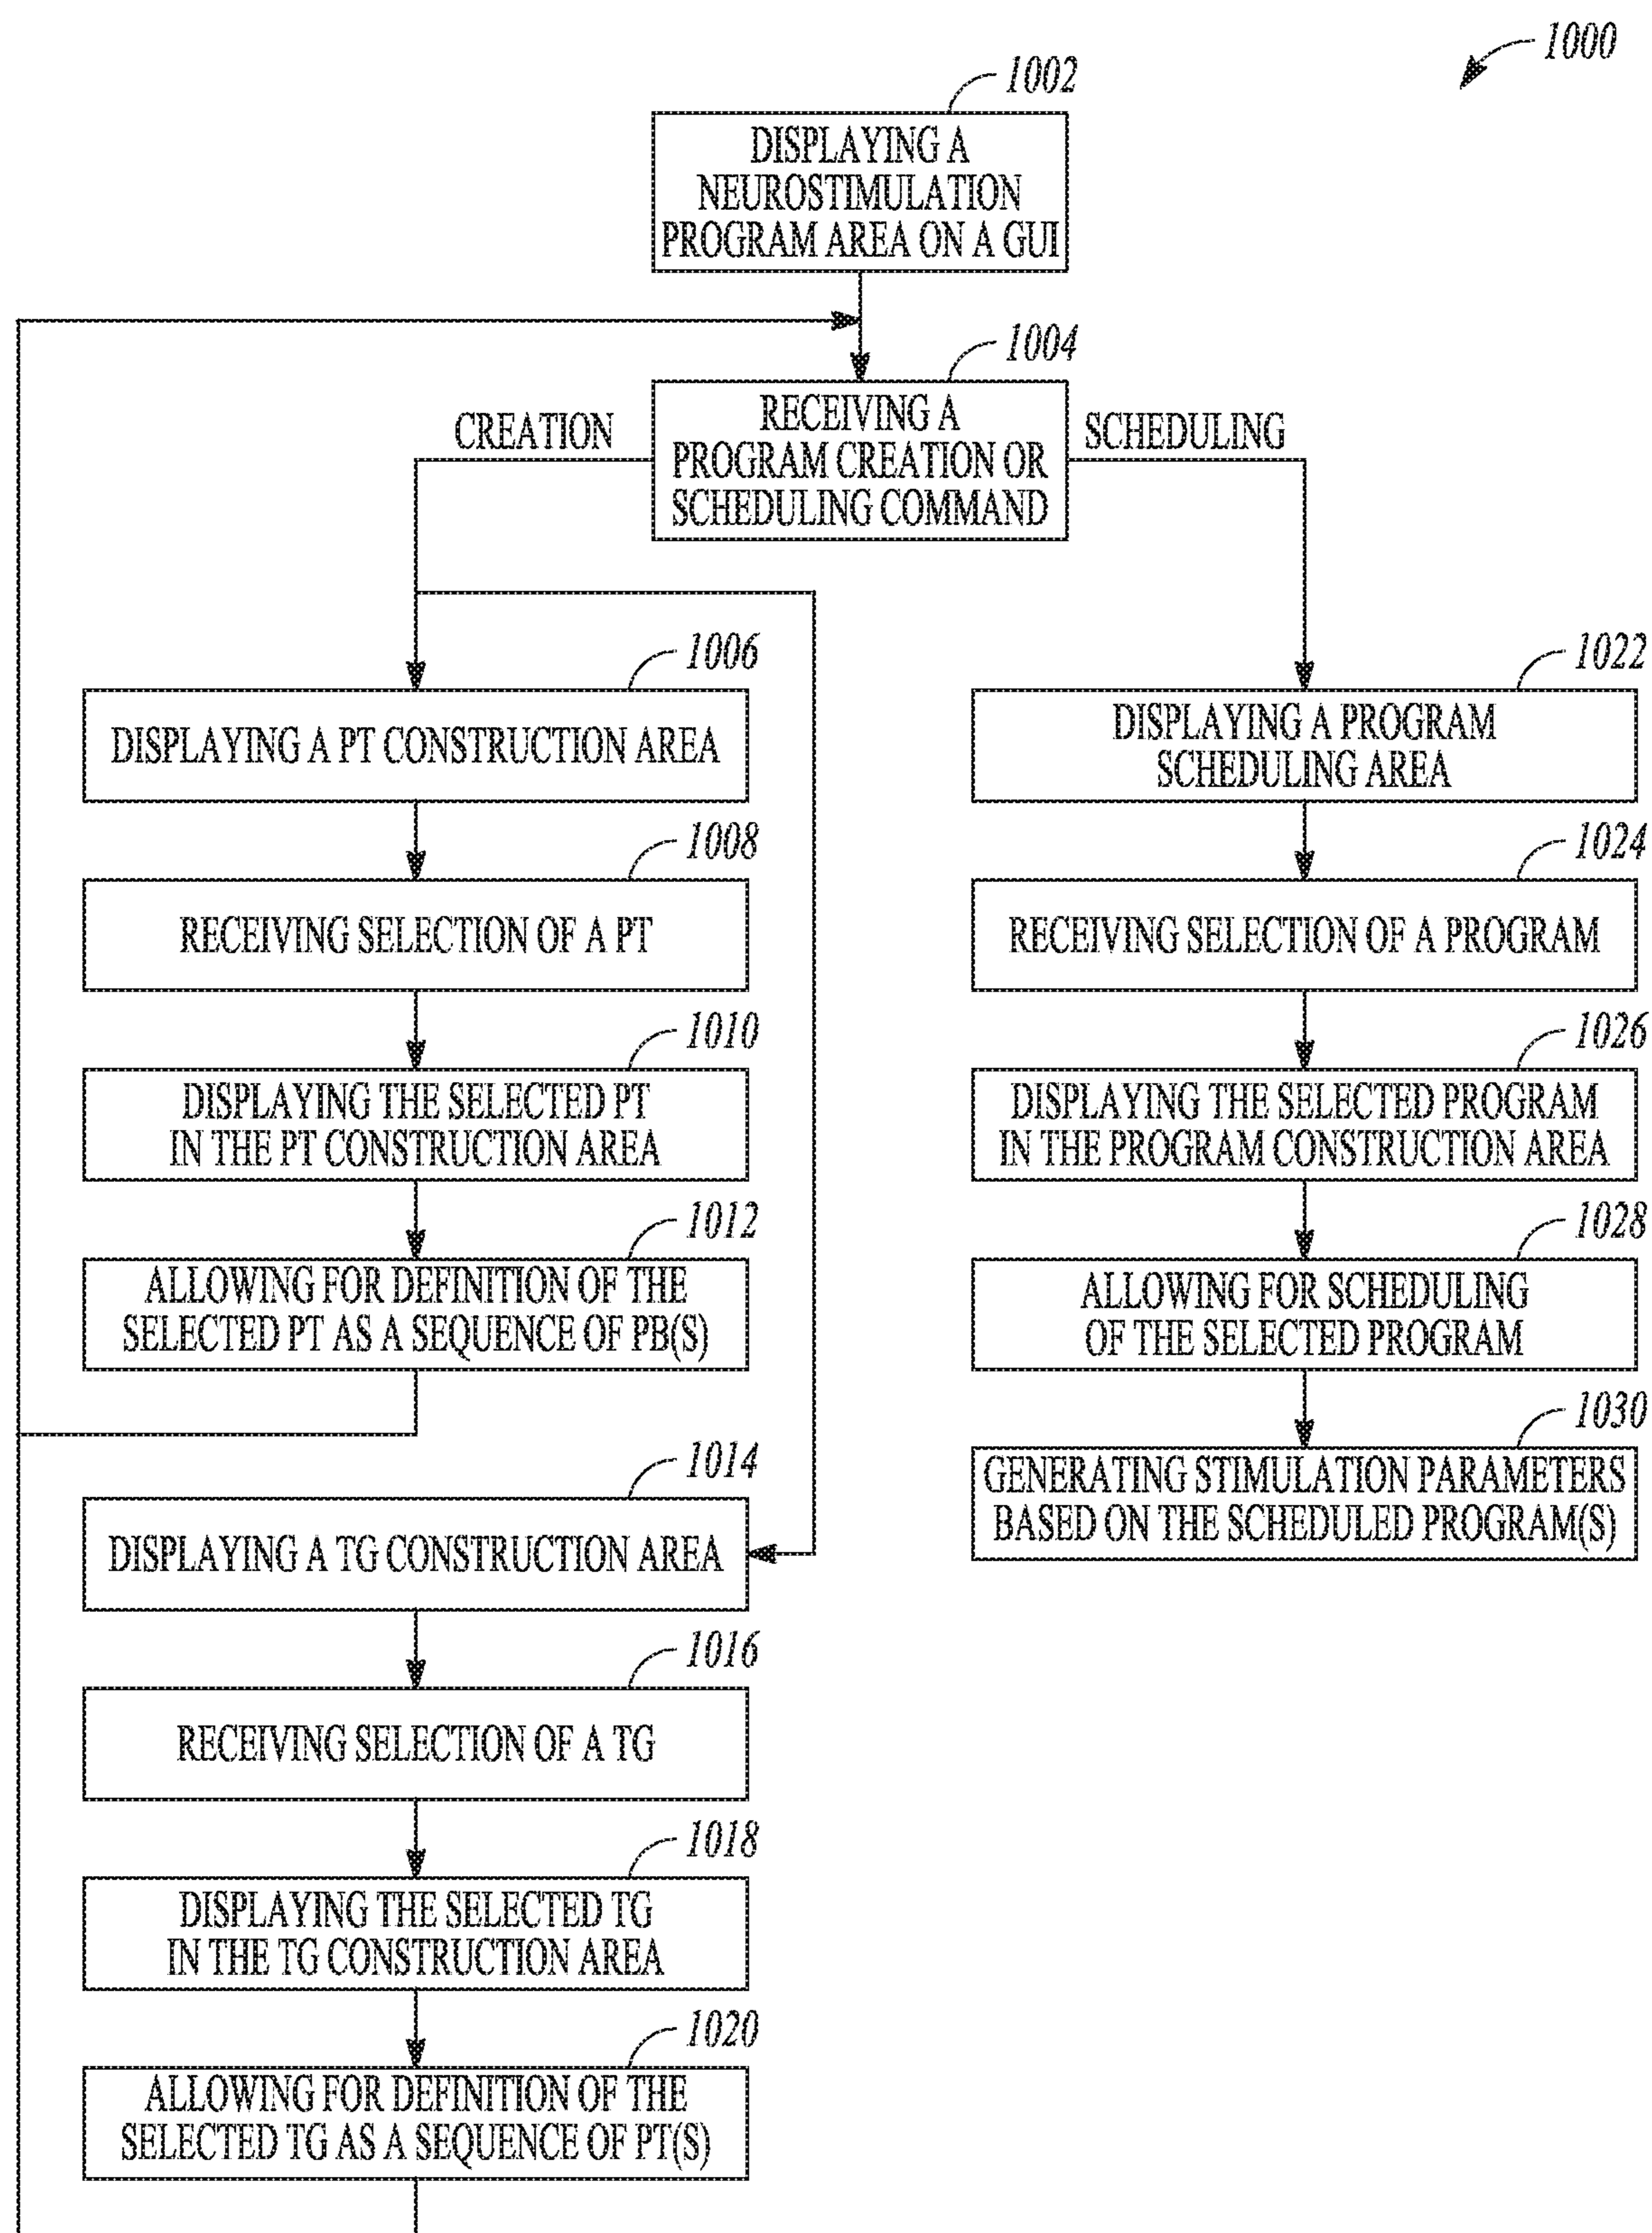 1000
1002
DISPLAYING A
NEUROSTIMULATION
PROGRAM AREA ON A GUI
1004
RECEIVING A
PROGRAM CREATION OR
SCHEDULING COMMAND
CREATION
SCHEDULING
1006
DISPLAYING A PT CONSTRUCTION AREA
1008
RECEIVING SELECTION OF A PT
1010
DISPLAYING THE SELECTED PT
IN THE PT CONSTRUCTION AREA
1012
ALLOWING FOR DEFINITION OF THE
SELECTED PT AS A SEQUENCE OF PB(S)
1014
DISPLAYING A TG CONSTRUCTION AREA
1016
RECEIVING SELECTION OF A TG
1018
DISPLAYING THE SELECTED TG
IN THE TG CONSTRUCTION AREA
1020
ALLOWING FOR DEFINITION OF THE
SELECTED TG AS A SEQUENCE OF PT(S)
1022
DISPLAYING A PROGRAM
SCHEDULING AREA
1024
RECEIVING SELECTION OF A PROGRAM
1026
DISPLAYING THE SELECTED PROGRAM
IN THE PROGRAM CONSTRUCTION AREA
1028
ALLOWING FOR SCHEDULING
OF THE SELECTED PROGRAM
1030
GENERATING STIMULATION PARAMETERS
BASED ON THE SCHEDULED PROGRAM(S)